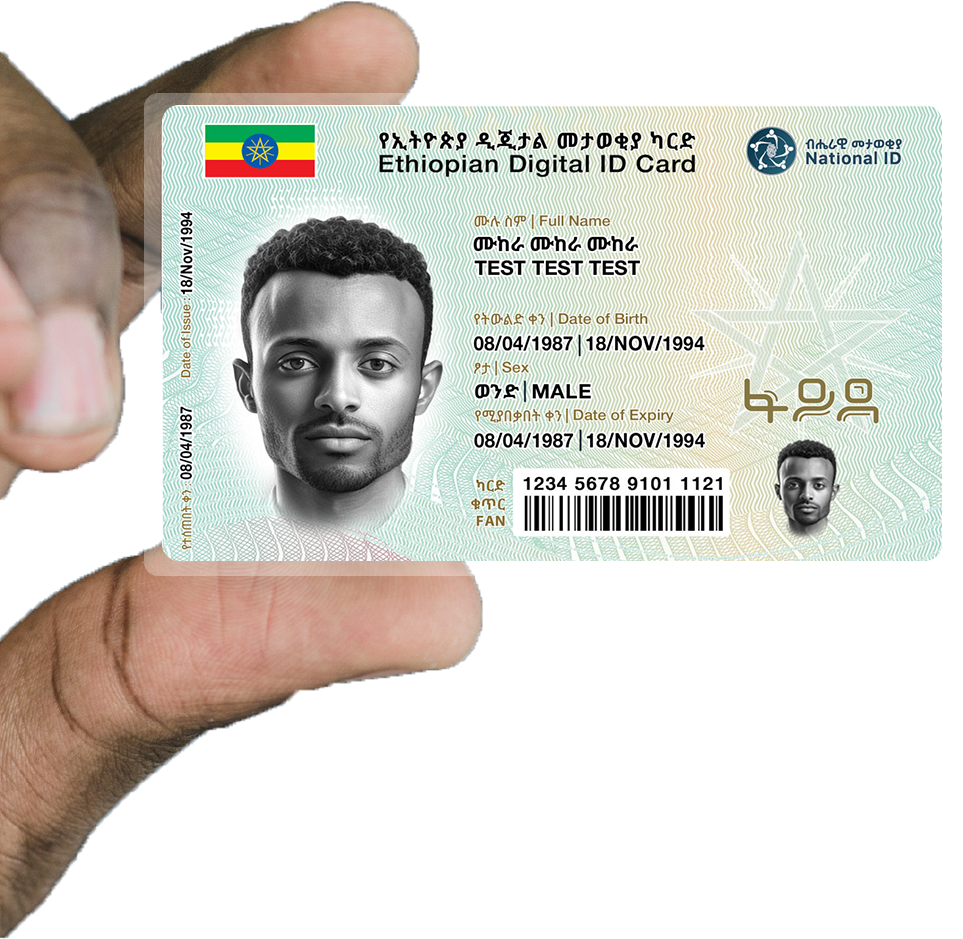 የኢትዮጵያ ዲጂታል መታወቂያ ካርድ
Ethiopian Digital ID Card
ብሔራዊ መታወቂያ
National ID
ሙሉ ስም | Full Name
ሙከራ ሙከራ ሙከራ
TEST TEST TEST
የትውልድ ቀን | Date of Birth
08/04/1987 | 18/NOV/1994
ፆታ | Sex
ወንድ | MALE
የሚያበቃበት ቀን | Date of Expiry
08/04/1987 | 18/NOV/1994
ካርድ
ቁጥር
FAN
1234 5678 9101 1121
ፋይዳ
Date of Issue : 18/Nov/1994
የተሰጠበት ቀን : 08/04/1987